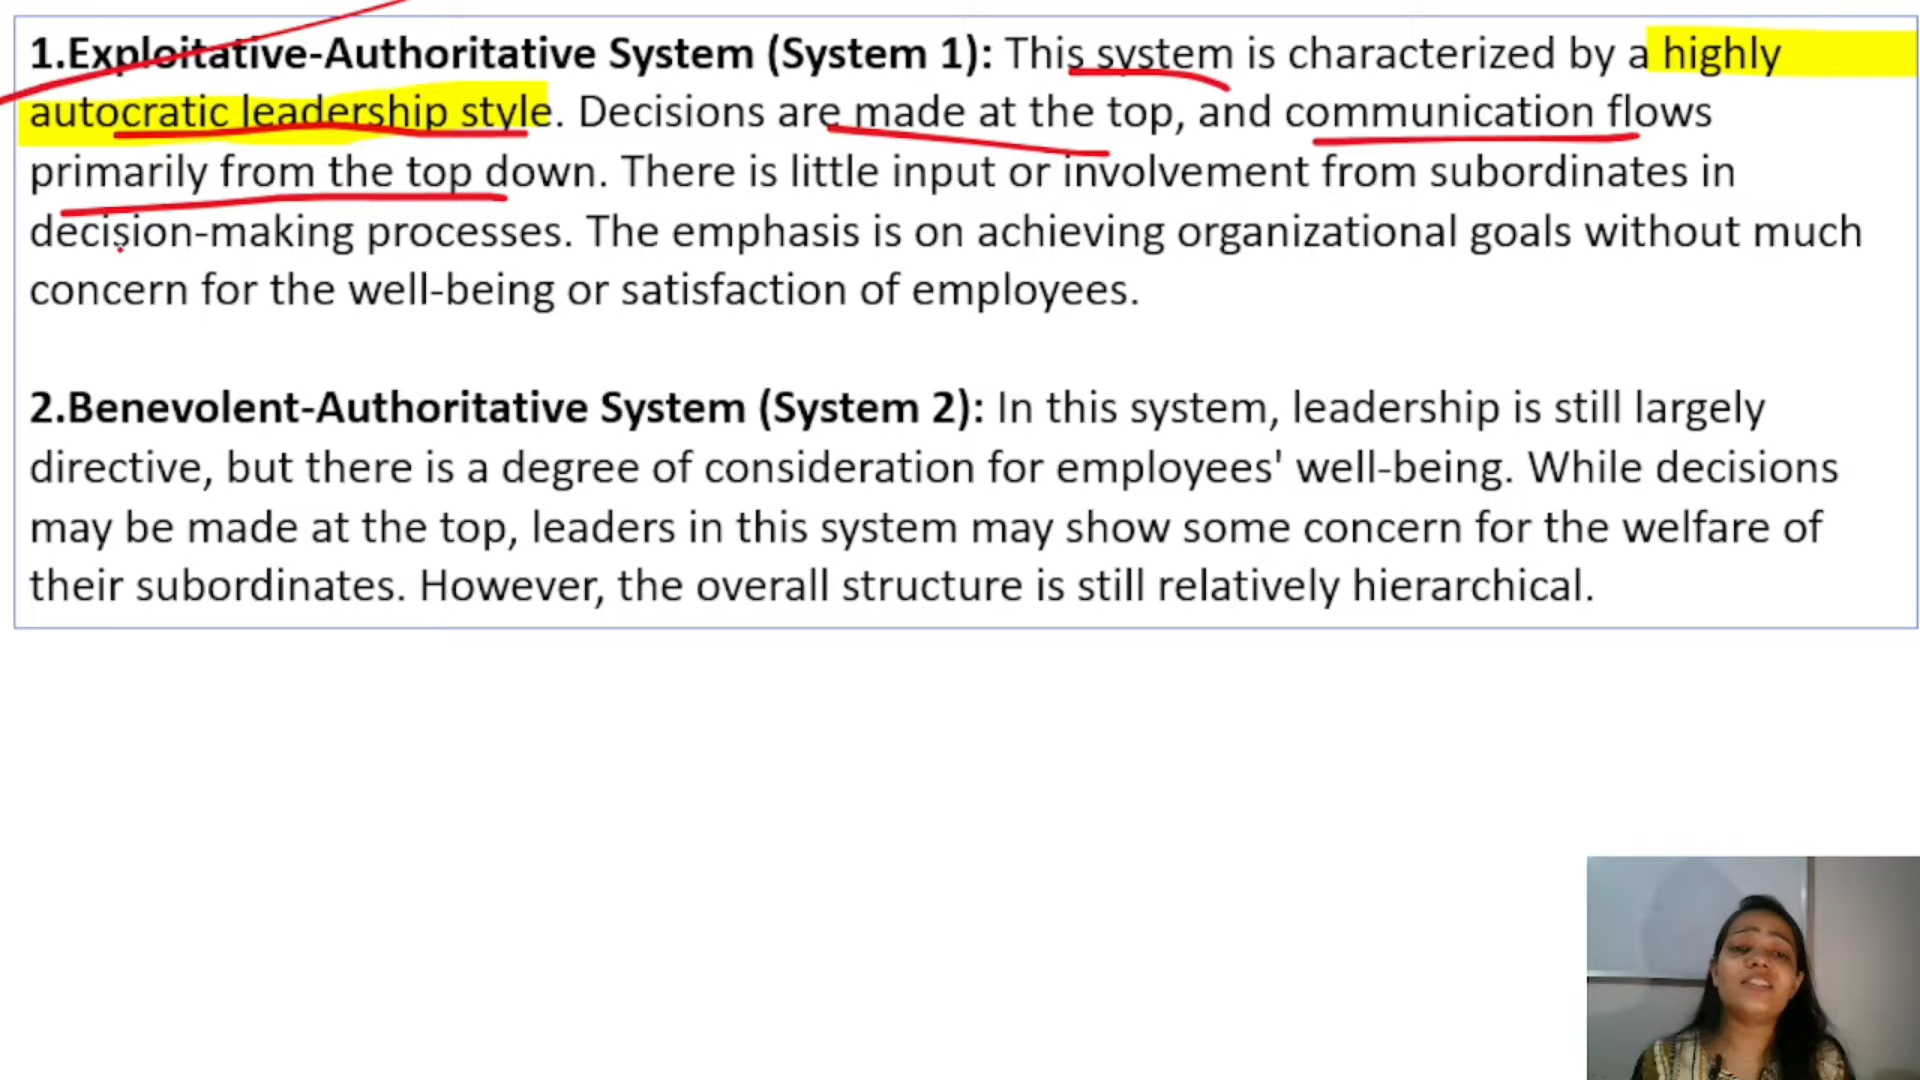 1.Exploitative-Authoritative System (System 1): This system is characterized by a highly
autocratic leadership style. Decisions are made at the top, and communication flows
primarily from the top down. There is little input or involvement from subordinates in
decision-making processes. The emphasis is on achieving organizational goals without much
concern for the well-being or satisfaction of employees.
2.Benevolent-Authoritative System (System 2): In this system, leadership is still largely
directive, but there is a degree of consideration for employees' well-being. While decisions
may be made at the top, leaders in this system may show some concern for the welfare of
their subordinates. However, the overall structure is still relatively hierarchical.